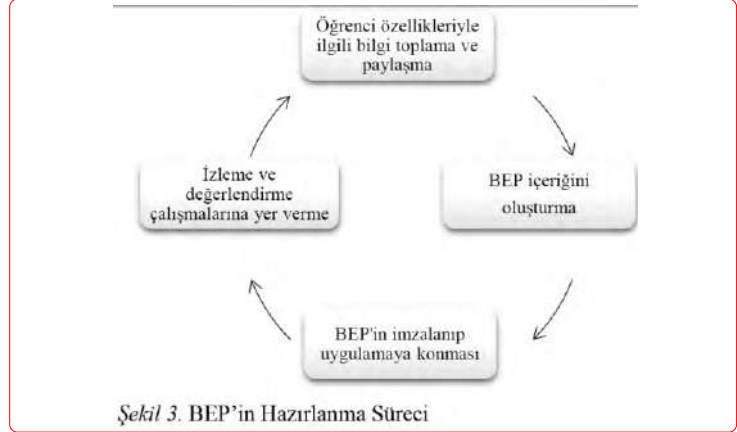 Öğrenci özellikleriyle
ilgili bilgi toplama ve
paylaşma
BEP içeriğini
oluşturma
BEP'in imzalanıp
uygulamaya konması
İzleme ve
değerlendirme
çalışmalarına yer verme
Şekil 3. BEP’in Hazırlanma Süreci